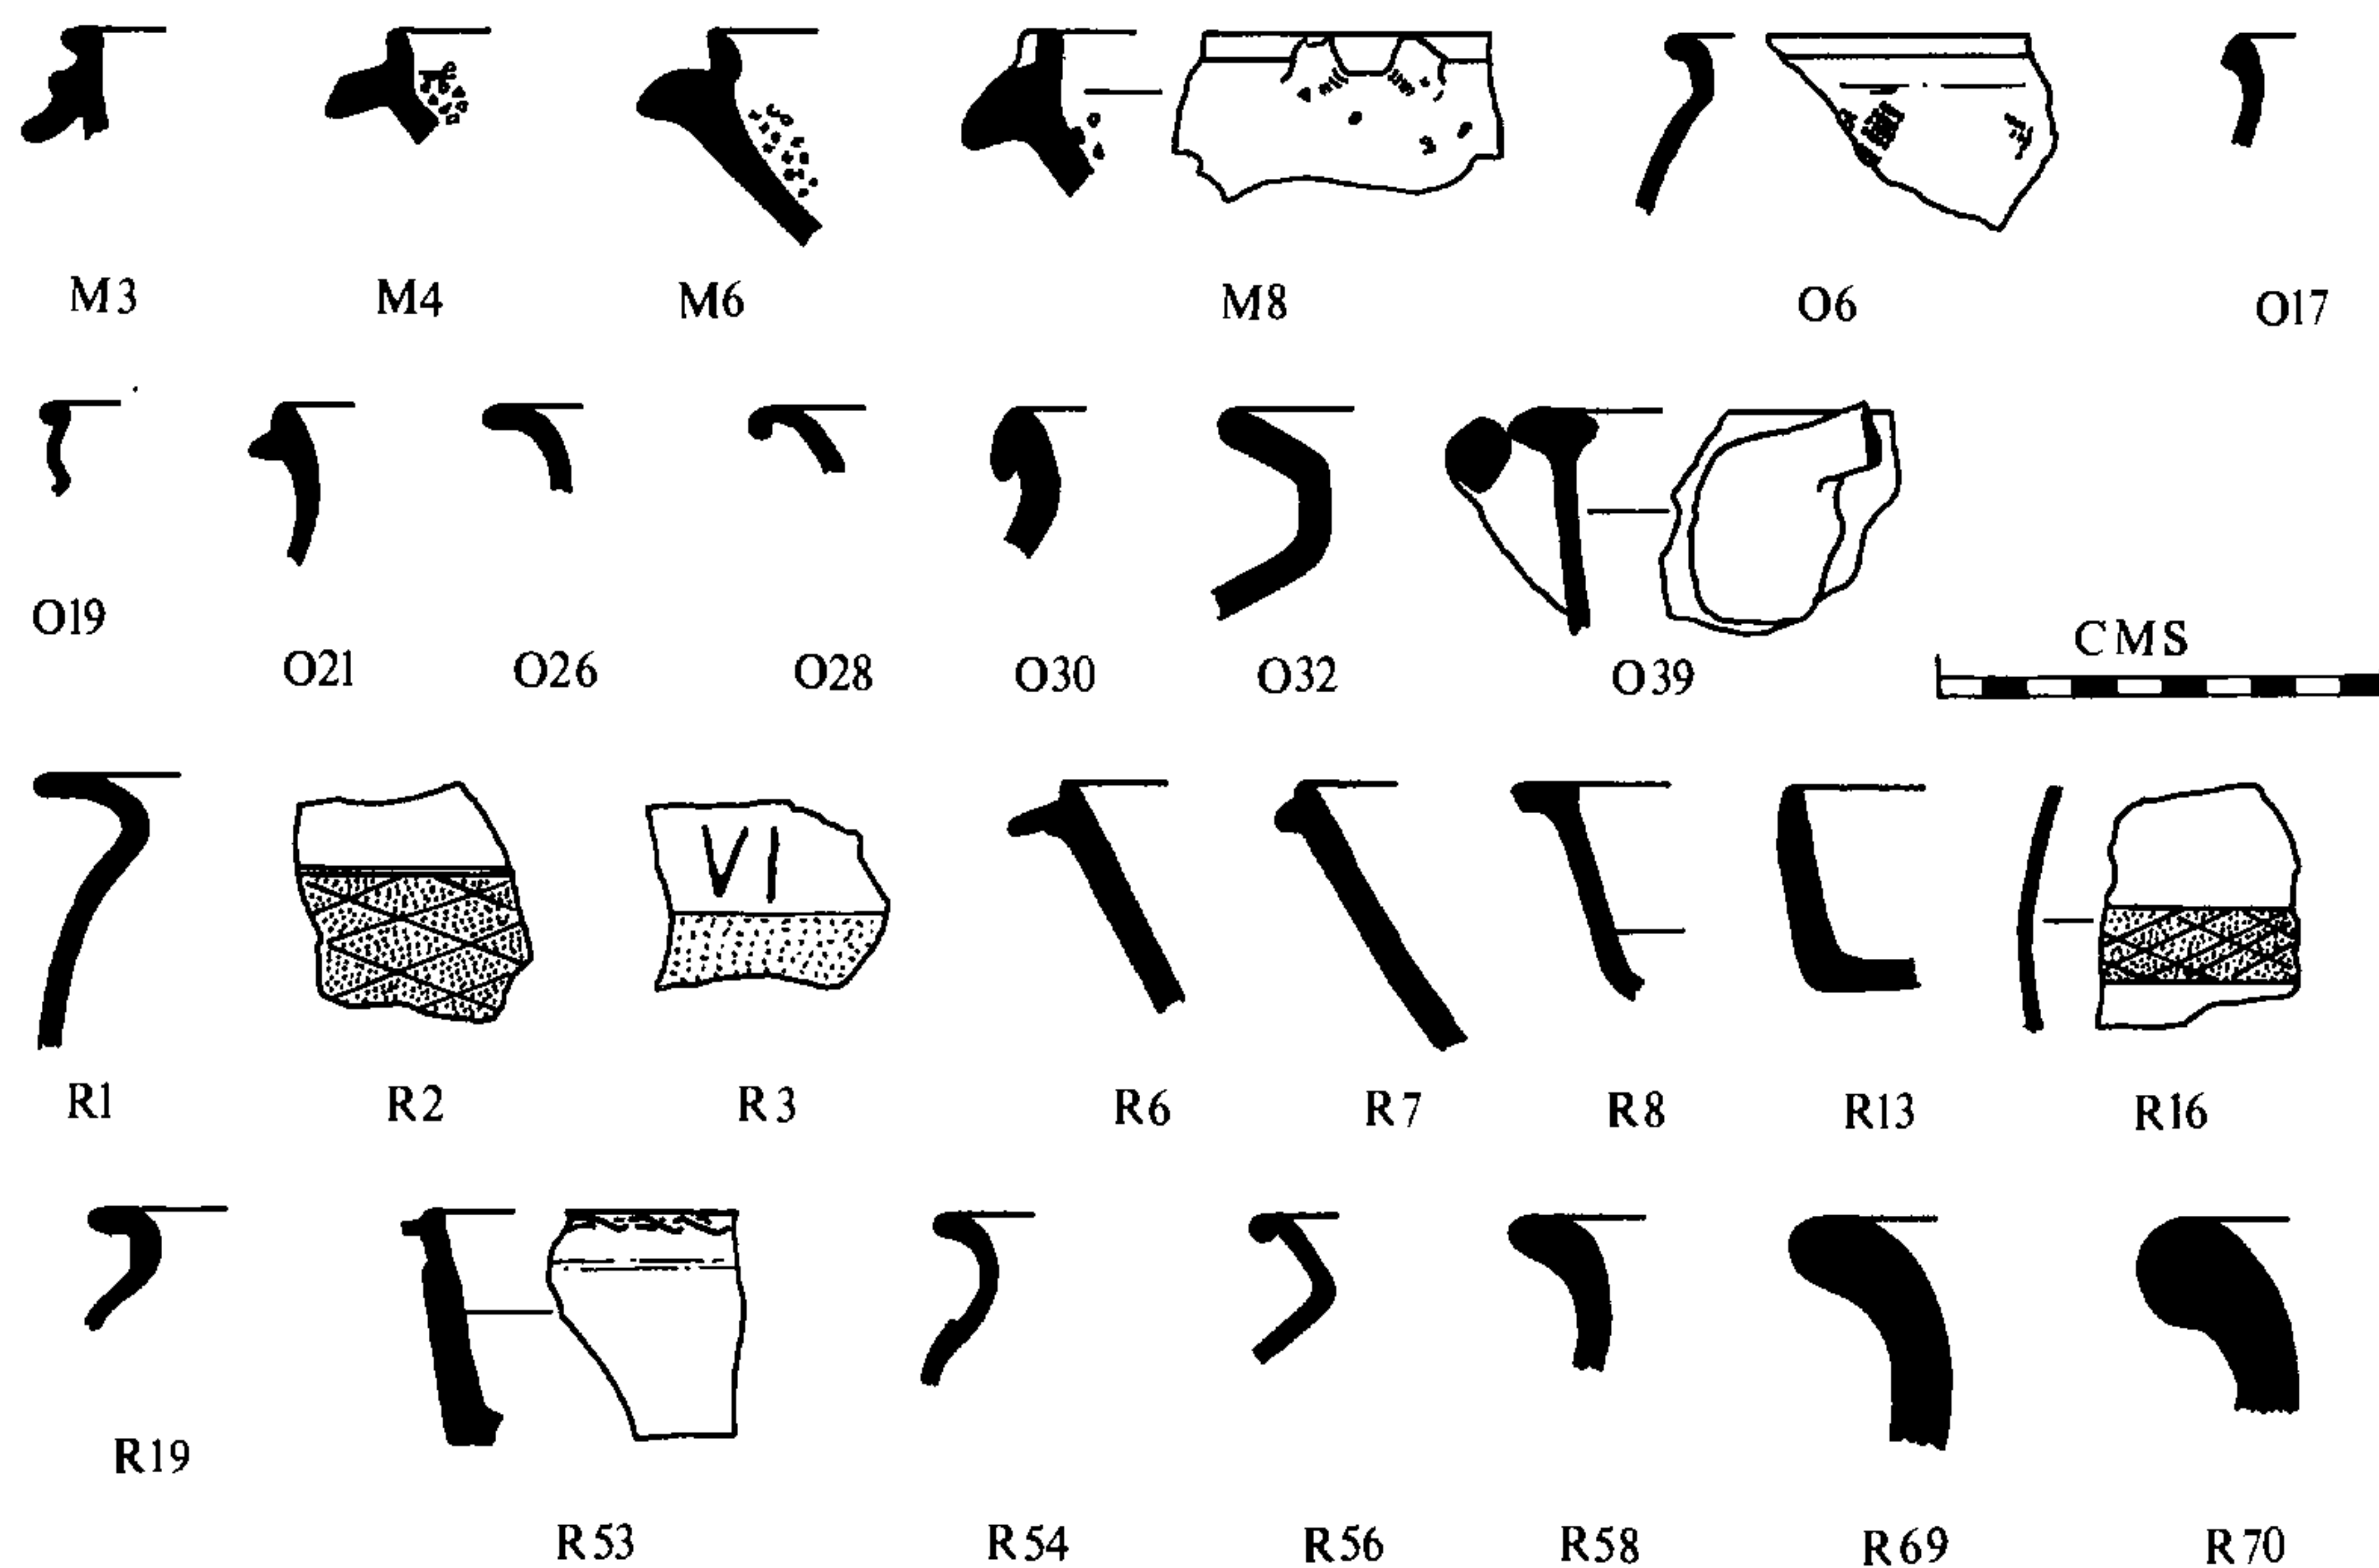 M3 M4 M6 M8 O6 O17
O19 O21 O26 O28 O30 O32 O39
CMS
VI
R1 R2 R3 R6 R7 R8 R13 R16
R19 R53 R54 R56 R58 R69 R70